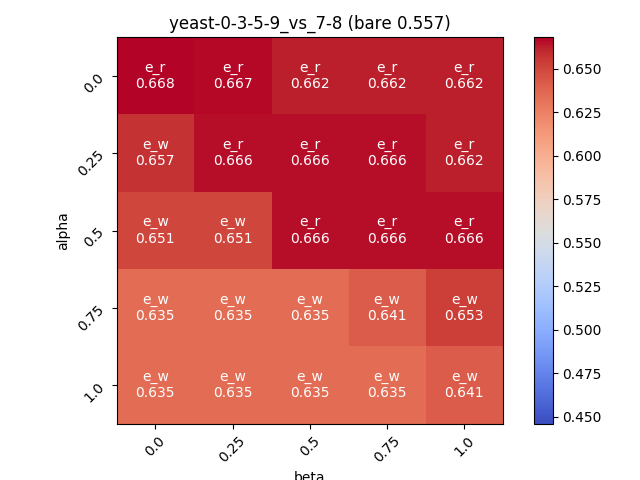 yeast-0-3-5-9_vs_7-8 (bare 0.557)
e_r e_r e_r e_r e_r
0.668 0.667 0.662 0.662 0.662
e_w e_r e_r e_r e_r
0.657 0.666 0.666 0.666 0.662
e_w e_w e_r e_r e_r
0.651 0.651 0.666 0.666 0.666
e_w e_w e_w e_w e_w
0.635 0.635 0.635 0.641 0.653
e_w e_w e_w e_w e_w
0.635 0.635 0.635 0.635 0.641
0.0
0.25
0.5
0.75
1.0
alpha
0.0 0.25 0.5 0.75 1.0
beta
0.650
0.625
0.600
0.575
0.550
0.525
0.500
0.475
0.450